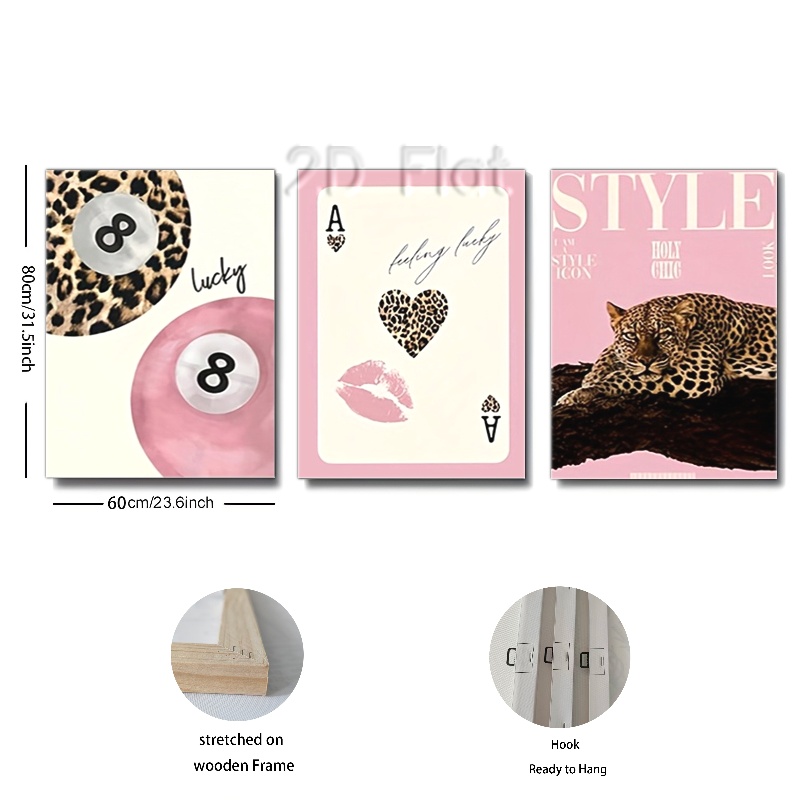 2D Flat
80cm/31.5inch
8
lucky
8
A
feeling lucky
A
STYLE
I AM
A
STYLE
ICON
HOLY
CHIC
LOOK
60cm/23.6inch
stretched on
wooden Frame
Hook
Ready to Hang